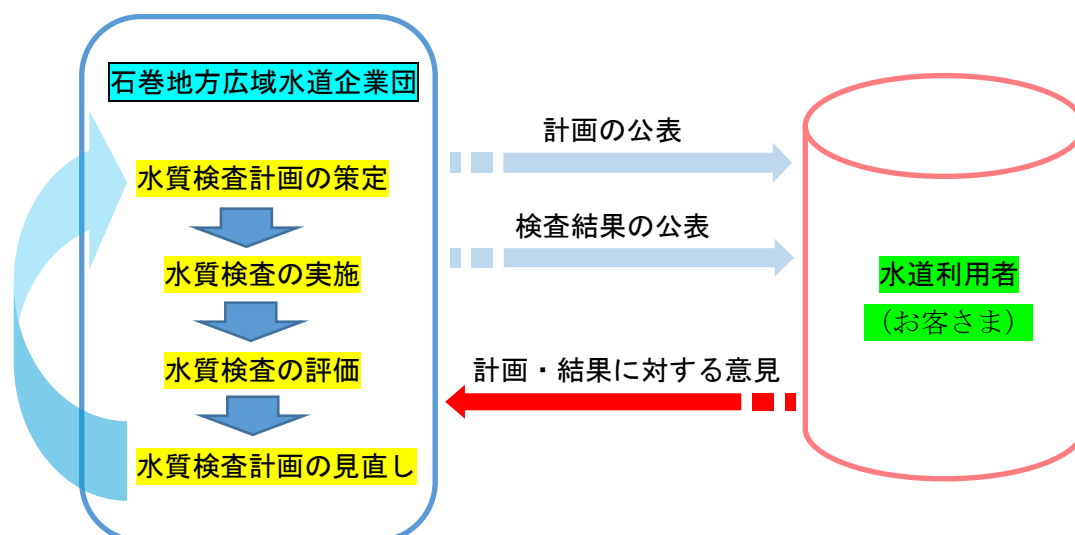 石巻地方広域水道企業団
水質検査計画の策定
水質検査の実施
水質検査の評価
水質検査計画の見直し
計画の公表
検査結果の公表
計画・結果に対する意見
水道利用者
（お客さま）